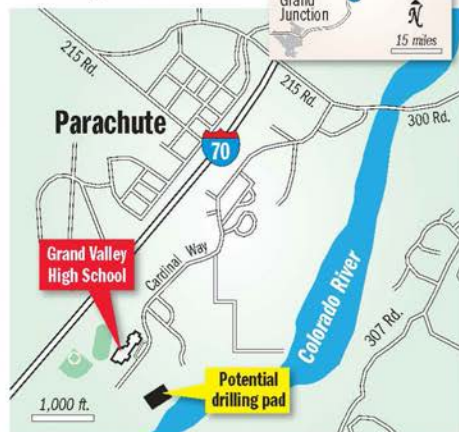 Grand
Junction
N
15 miles
215 Rd.
215 Rd.
300 Rd.
Parachute
70
Grand Valley
High School
Cardinal Way
Colorado River
307 Rd.
Potential
drilling pad
1,000 ft.